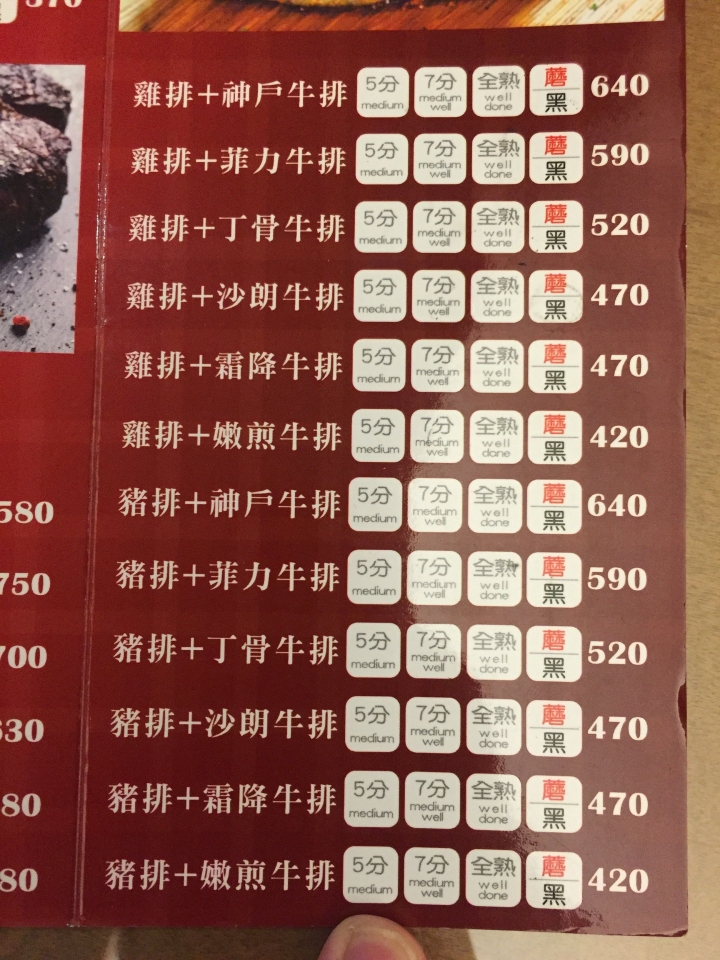 雞排+神戶牛排 5分 medium 7分 medium well 全熟 well done 蘑 黑 640
雞排+菲力牛排 5分 medium 7分 medium well 全熟 well done 蘑 黑 590
雞排+丁骨牛排 5分 medium 7分 medium well 全熟 well done 蘑 黑 520
雞排+沙朗牛排 5分 medium 7分 medium well 全熟 well done 蘑 黑 470
雞排+霜降牛排 5分 medium 7分 medium well 全熟 well done 蘑 黑 470
雞排+嫩煎牛排 5分 medium 7分 medium well 全熟 well done 蘑 黑 420
豬排+神戶牛排 5分 medium 7分 medium well 全熟 well done 蘑 黑 640
580
豬排+菲力牛排 5分 medium 7分 medium well 全熟 well done 蘑 黑 590
750
豬排+丁骨牛排 5分 medium 7分 medium well 全熟 well done 蘑 黑 520
700
豬排+沙朗牛排 5分 medium 7分 medium well 全熟 well done 蘑 黑 470
630
豬排+霜降牛排 5分 medium 7分 medium well 全熟 well done 蘑 黑 470
80
豬排+嫩煎牛排 5分 medium 7分 medium well 全熟 well done 蘑 黑 420
80